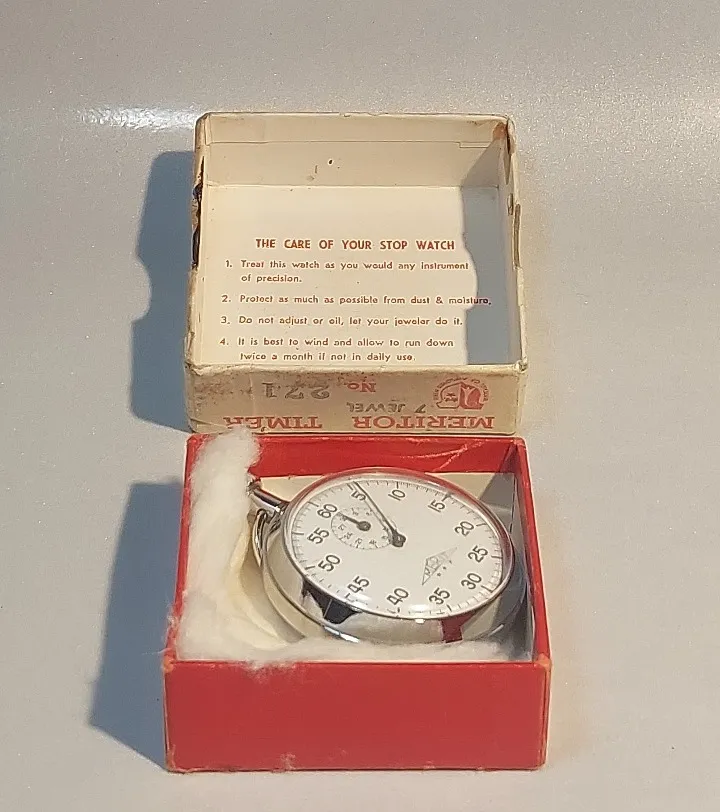 THE CARE OF YOUR STOP WATCH
1. Treat this watch as you would any instrument
of precision.
2. Protect as much as possible from dust & moisture.
3. Do not adjust or oil, let your jeweler do it.
4. It is best to wind and allow to run down
twice a month if not in daily use.
MERITOR TIMER
7 JEWEL
No. 271
60 5 10 15 20 25 30 35 40 45 50 55